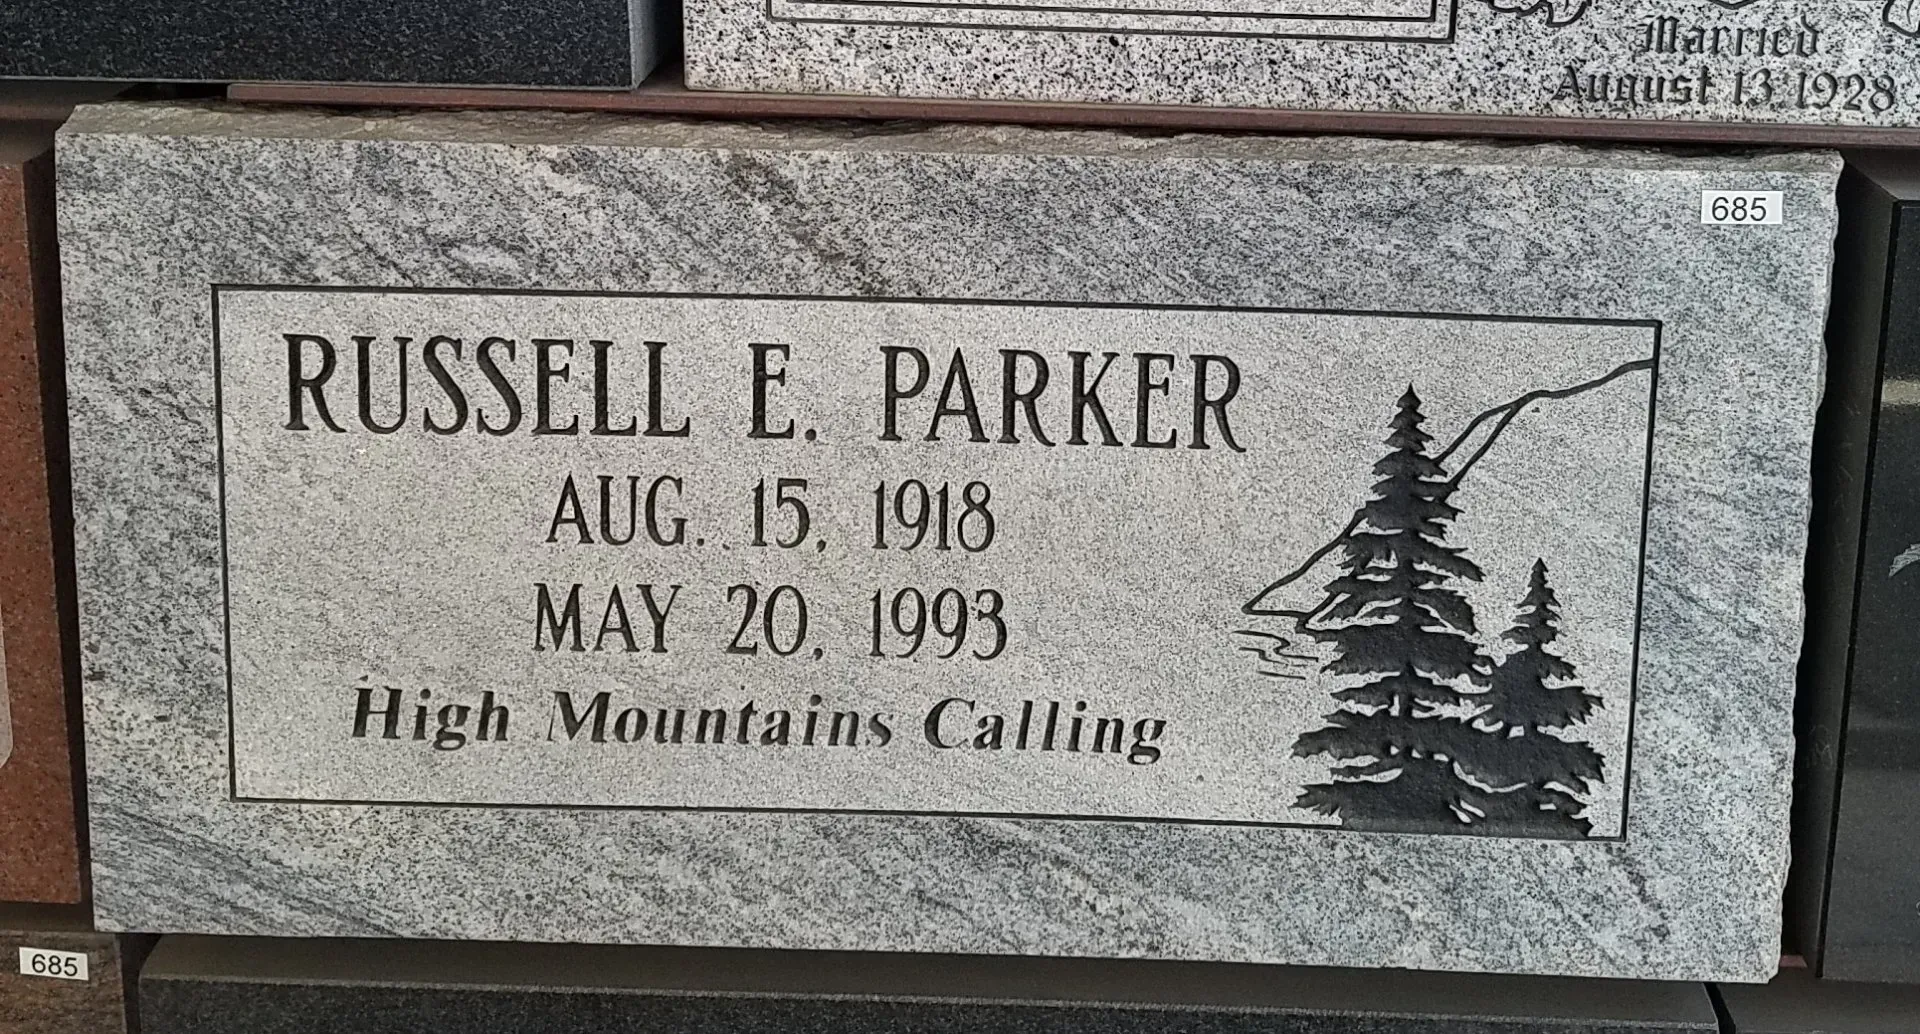 Married
August 13 1928
685
RUSSELL E. PARKER
AUG. 15, 1918
MAY 20, 1993
High Mountains Calling
685